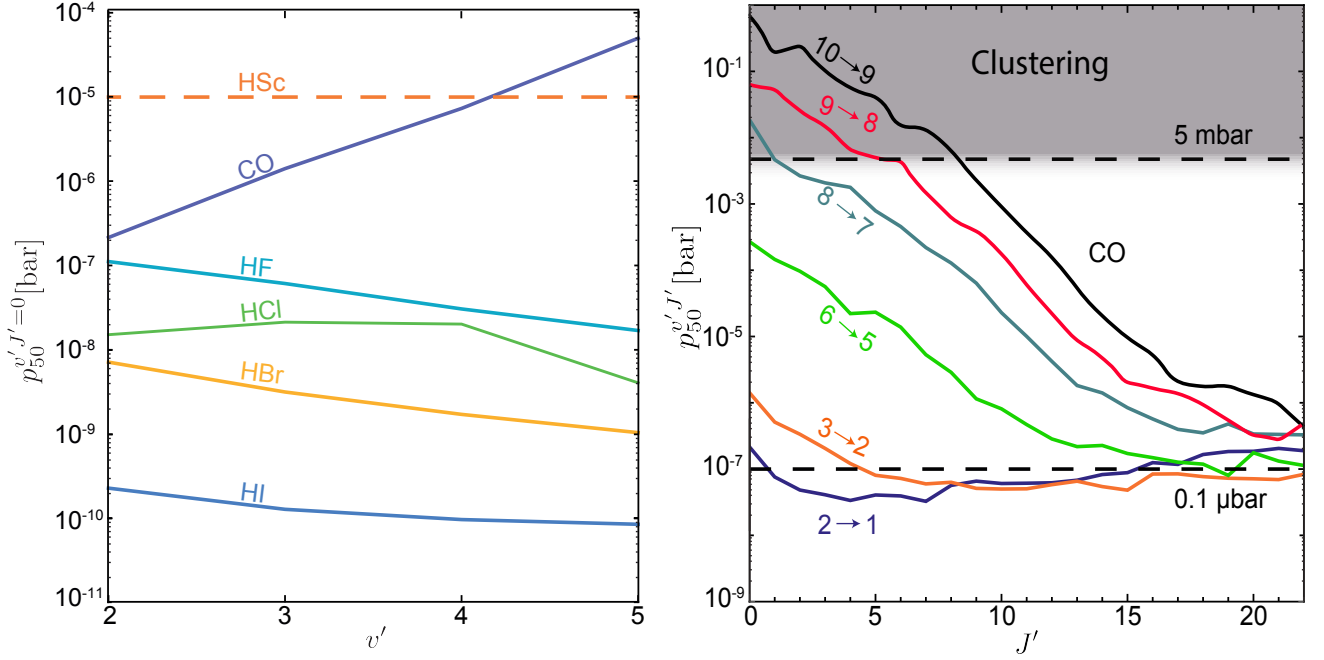 10⁻⁴
10⁻⁵
10⁻⁶
10⁻⁷
10⁻⁸
10⁻⁹
10⁻¹⁰
10⁻¹¹
p₅₀^{v′ J′=0}[bar]
HSc
CO
HF
HCl
HBr
HI
2
3
4
5
v′
10⁻¹
10⁻³
10⁻⁵
10⁻⁷
10⁻⁹
p₅₀^{v′ J′}[bar]
Clustering
10→9
9→8
5 mbar
8→7
CO
6→5
3→2
0.1 μbar
2→1
0
5
10
15
20
J′